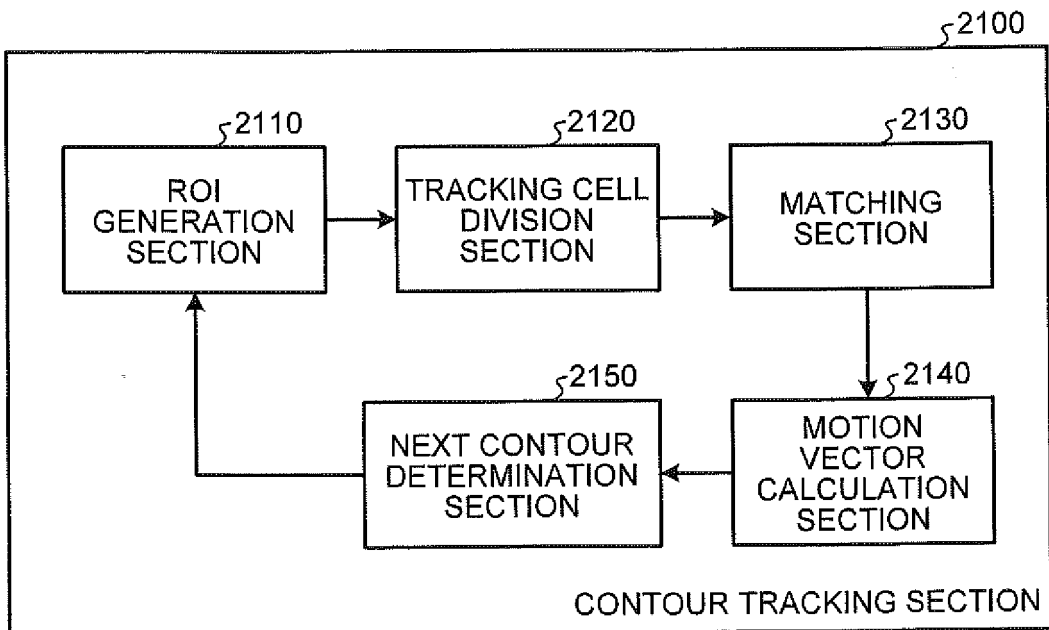 2100
2110
ROI
GENERATION
SECTION
2120
TRACKING CELL
DIVISION
SECTION
2130
MATCHING
SECTION
2150
NEXT CONTOUR
DETERMINATION
SECTION
2140
MOTION
VECTOR
CALCULATION
SECTION
CONTOUR TRACKING SECTION